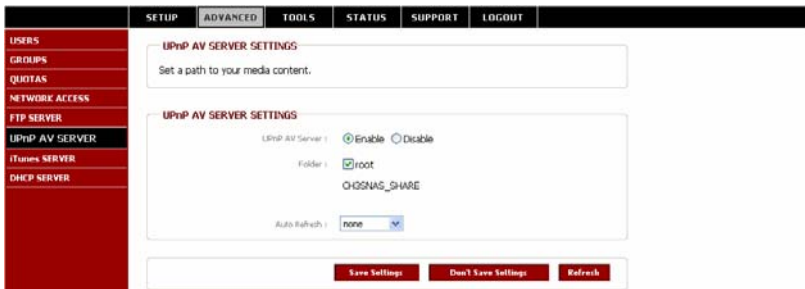 SETUP ADVANCED TOOLS STATUS SUPPORT LOGOUT
USERS
GROUPS
QUOTAS
NETWORK ACCESS
FTP SERVER
UPnP AV SERVER
iTunes SERVER
DHCP SERVER
UPnP AV SERVER SETTINGS
Set a path to your media content.
UPnP AV SERVER SETTINGS
UPnP AV Server : Enable Disable
Folder : root
CH3SNAS_SHARE
Auto Refresh : none
Save Settings Don't Save Settings Refresh